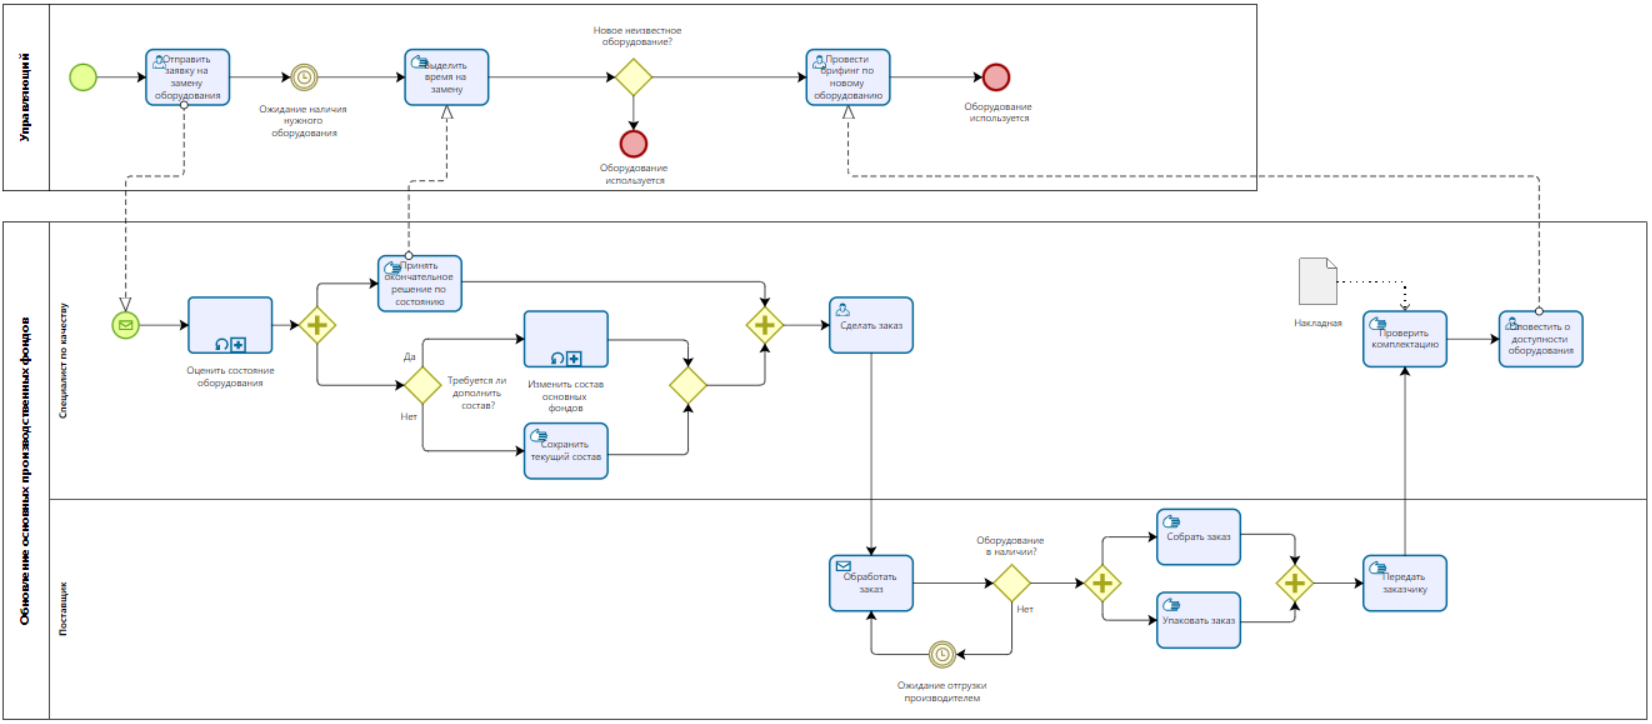 Управляющий
Отправить
заявку на
замену
оборудования
Ожидание наличия
нужного
оборудования
Выделить
время на
замену
Новое неизвестное
оборудование?
Оборудование
используется
Провести
брифинг по
новому
оборудованию
Оборудование
используется
Обновление основных производственных фондов
Специалист по качеству
Оценить состояние
оборудования
Принять
окончательное
решение по
состоянию
Да
Требуется ли
дополнить
состав?
Нет
Изменить состав
основных
фондов
Сохранить
текущий состав
Сделать заказ
Накладная
Проверить
комплектацию
Оповестить о
доступности
оборудования
Поставщик
Обработать
заказ
Оборудование
в наличии?
Нет
Ожидание отгрузки
производителем
Собрать заказ
Упаковать заказ
Передать
заказчику